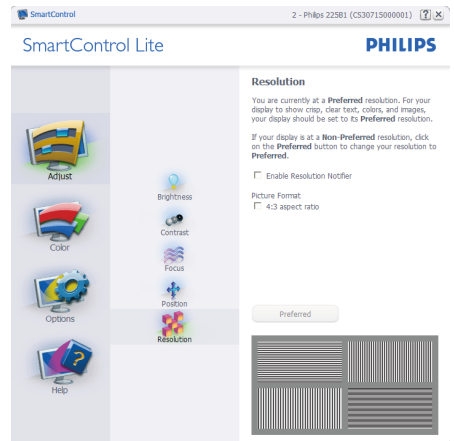 SmartControl
2 - Philips 225B1 (CS30715000001)
SmartControl Lite
PHILIPS
Adjust
Color
Options
Help
Brightness
Contrast
Focus
Position
Resolution
Resolution
You are currently at a Preferred resolution. For your
display to show crisp, clear text, colors, and images,
your display should be set to its Preferred resolution.
If your display is at a Non-Preferred resolution, click
on the Preferred button to change your resolution to
Preferred.
Enable Resolution Notifier
Picture Format
4:3 aspect ratio
Preferred